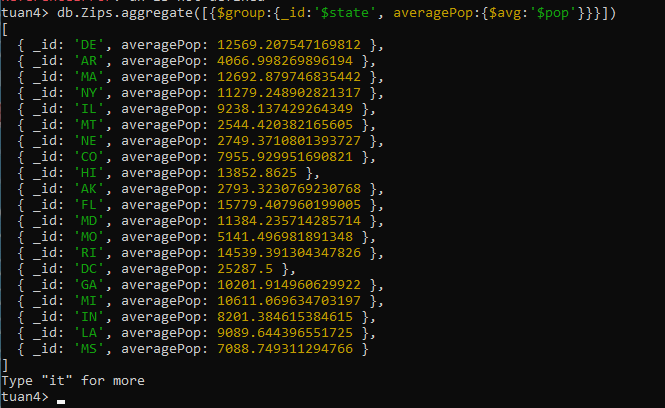 tuan4> db.Zips.aggregate([{$group:{_id:'$state', averagePop:{$avg:'$pop'}}}])
[
  { _id: 'DE', averagePop: 12569.207547169812 },
  { _id: 'AR', averagePop: 4066.998269896194 },
  { _id: 'MA', averagePop: 12692.879746835442 },
  { _id: 'NY', averagePop: 11279.248902821317 },
  { _id: 'IL', averagePop: 9238.137429264349 },
  { _id: 'MT', averagePop: 2544.420382165605 },
  { _id: 'NE', averagePop: 2749.3710801393727 },
  { _id: 'CO', averagePop: 7955.929951690821 },
  { _id: 'HI', averagePop: 13852.8625 },
  { _id: 'AK', averagePop: 2793.3230769230768 },
  { _id: 'FL', averagePop: 15779.407960199005 },
  { _id: 'MD', averagePop: 11384.235714285714 },
  { _id: 'MO', averagePop: 5141.496981891348 },
  { _id: 'RI', averagePop: 14539.391304347826 },
  { _id: 'DC', averagePop: 25287.5 },
  { _id: 'GA', averagePop: 10201.914960629922 },
  { _id: 'MI', averagePop: 10611.069634703197 },
  { _id: 'IN', averagePop: 8201.384615384615 },
  { _id: 'LA', averagePop: 9089.644396551725 },
  { _id: 'MS', averagePop: 7088.749311294766 }
]
Type "it" for more
tuan4>